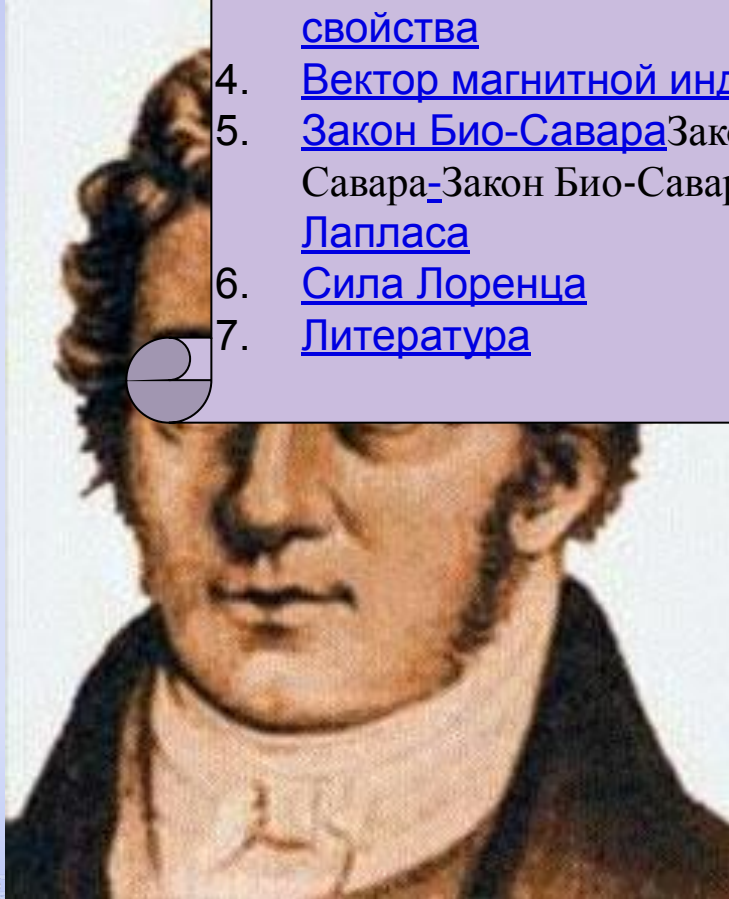 свойства
4. Вектор магнитной инд
5. Закон Био-СавараЗак
Савара-Закон Био-Савар
Лапласа
6. Сила Лоренца
7. Литература